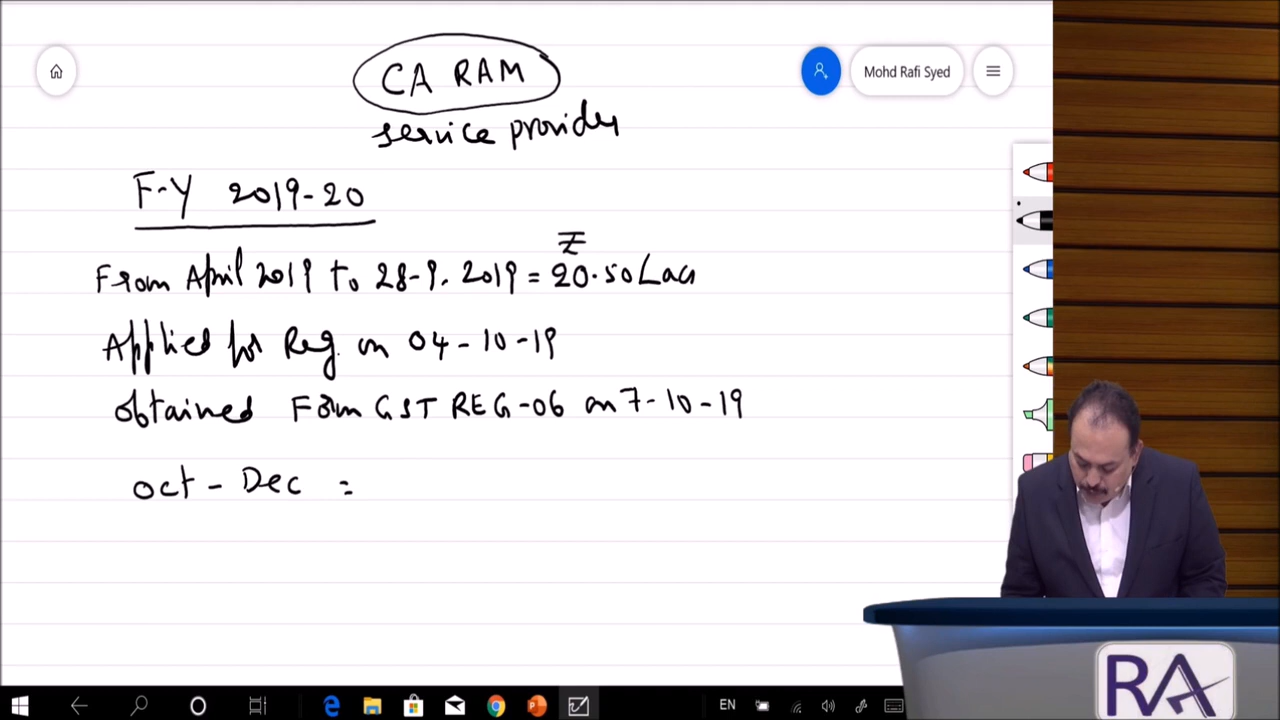 CA RAM
Mohd Rafi Syed
service provider
F-Y 2019-20
₹
From April 2019 to 28-9. 2019 = 20.50 Lacs
Applied for Reg. on 04-10-19
obtained Form GST REG-06 on 7-10-19
Oct - Dec =
RA
EN